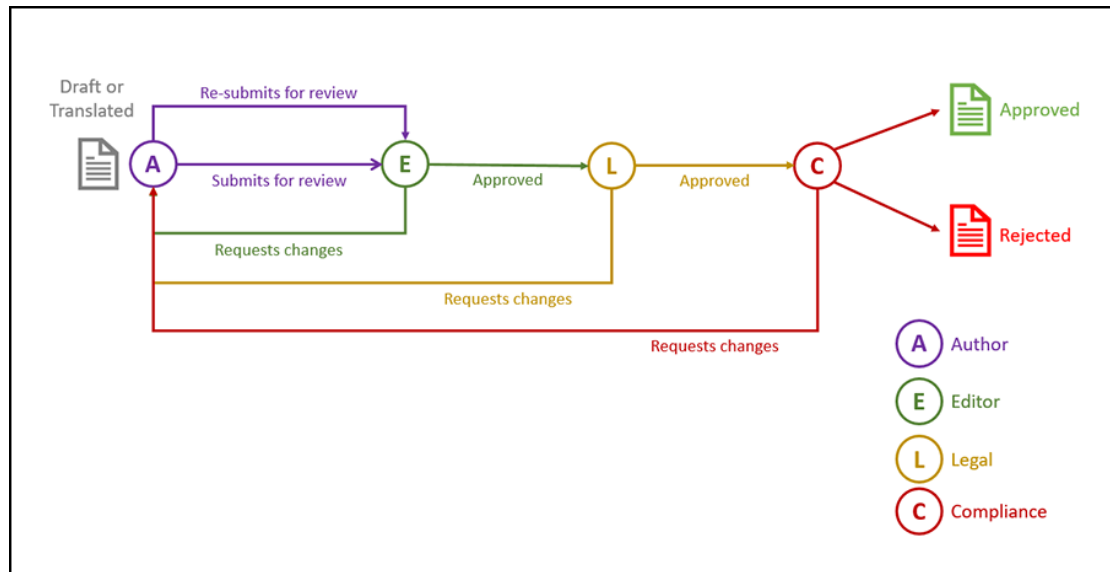 Draft or
Translated
Re-submits for review
A
Submits for review
E
Approved
L
Approved
C
Approved
Rejected
Requests changes
Requests changes
Requests changes
A Author
E Editor
L Legal
C Compliance